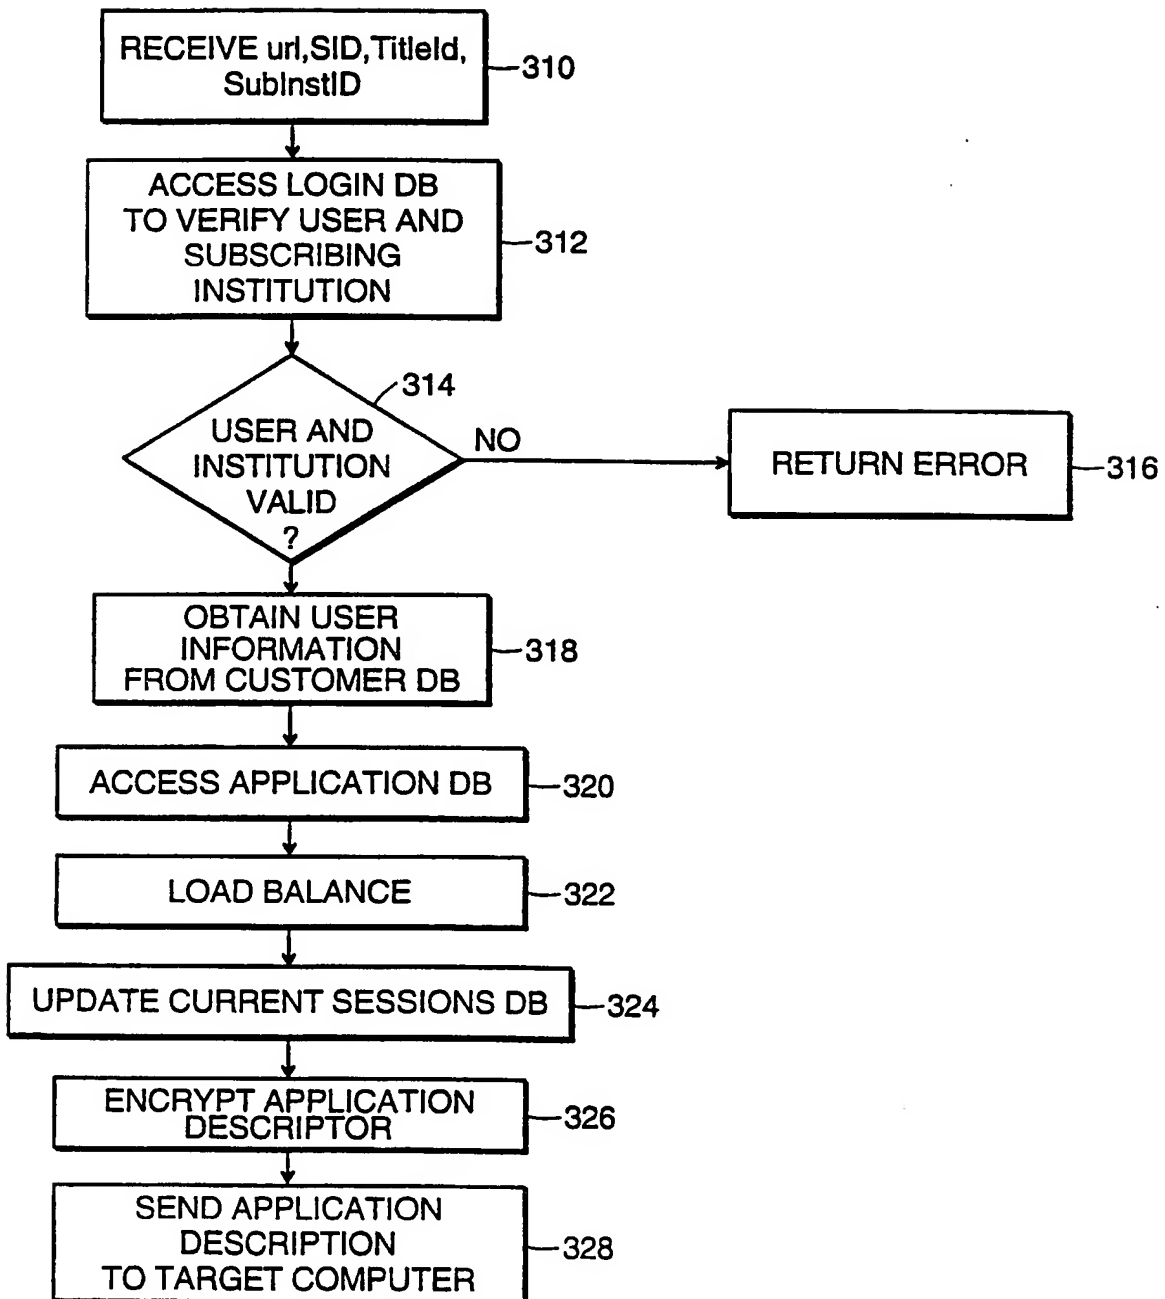 RECEIVE url,SID,TitleId,
SubInstID
310
ACCESS LOGIN DB
TO VERIFY USER AND
SUBSCRIBING
INSTITUTION
312
314
USER AND
INSTITUTION
VALID
?
NO
RETURN ERROR
316
OBTAIN USER
INFORMATION
FROM CUSTOMER DB
318
ACCESS APPLICATION DB
320
LOAD BALANCE
322
UPDATE CURRENT SESSIONS DB
324
ENCRYPT APPLICATION
DESCRIPTOR
326
SEND APPLICATION
DESCRIPTION
TO TARGET COMPUTER
328